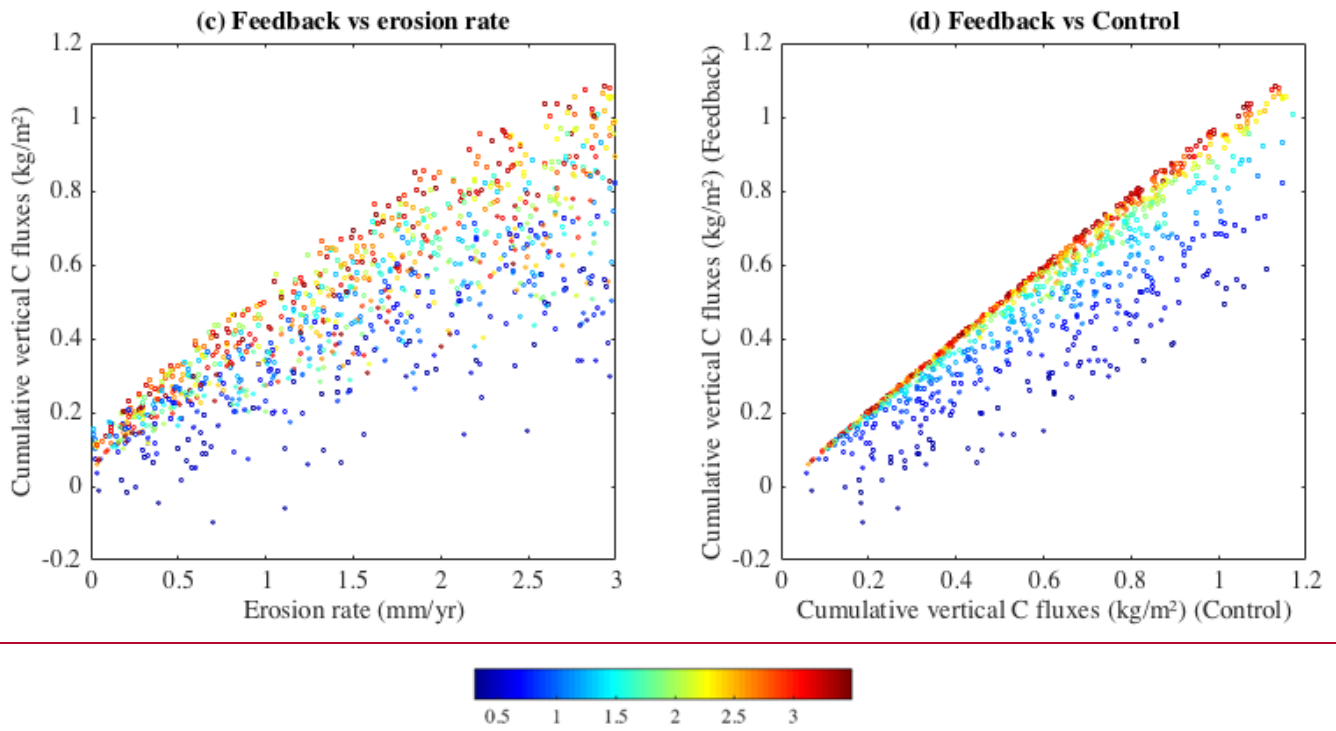 (c) Feedback vs erosion rate
Cumulative vertical C fluxes (kg/m²)
1.2
1
0.8
0.6
0.4
0.2
0
-0.2
0 0.5 1 1.5 2 2.5 3
Erosion rate (mm/yr)
(d) Feedback vs Control
Cumulative vertical C fluxes (kg/m²) (Feedback)
1.2
1
0.8
0.6
0.4
0.2
0
-0.2
0 0.2 0.4 0.6 0.8 1 1.2
Cumulative vertical C fluxes (kg/m²) (Control)
0.5 1 1.5 2 2.5 3